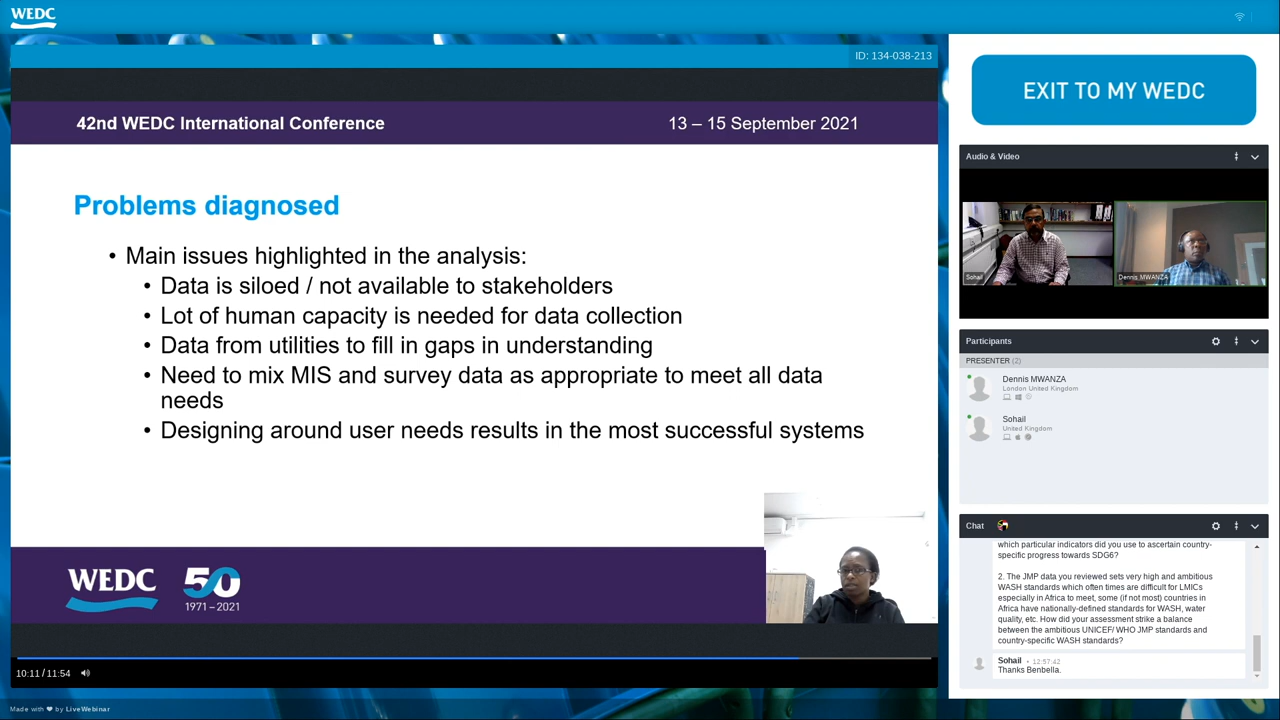 WEDC
ID: 134-038-213
42nd WEDC International Conference
13 – 15 September 2021
Problems diagnosed
• Main issues highlighted in the analysis:
• Data is siloed / not available to stakeholders
• Lot of human capacity is needed for data collection
• Data from utilities to fill in gaps in understanding
• Need to mix MIS and survey data as appropriate to meet all data
needs
• Designing around user needs results in the most successful systems
WEDC
50
1971 – 2021
10:11 / 11:54
Made with ❤ by LiveWebinar
EXIT TO MY WEDC
Audio & Video
Sohail
Dennis MWANZA
Participants
PRESENTER (2)
Dennis MWANZA
London United Kingdom
Sohail
United Kingdom
Chat
which particular indicators did you use to ascertain country-
specific progress towards SDG6?
2. The JMP data you reviewed sets very high and ambitious
WASH standards which often times are difficult for LMICs
especially in Africa to meet, some (if not most) countries in
Africa have nationally-defined standards for WASH, water
quality, etc. How did your assessment strike a balance
between the ambitious UNICEF/ WHO JMP standards and
country-specific WASH standards?
Sohail • 12:57:42
Thanks Benbella.